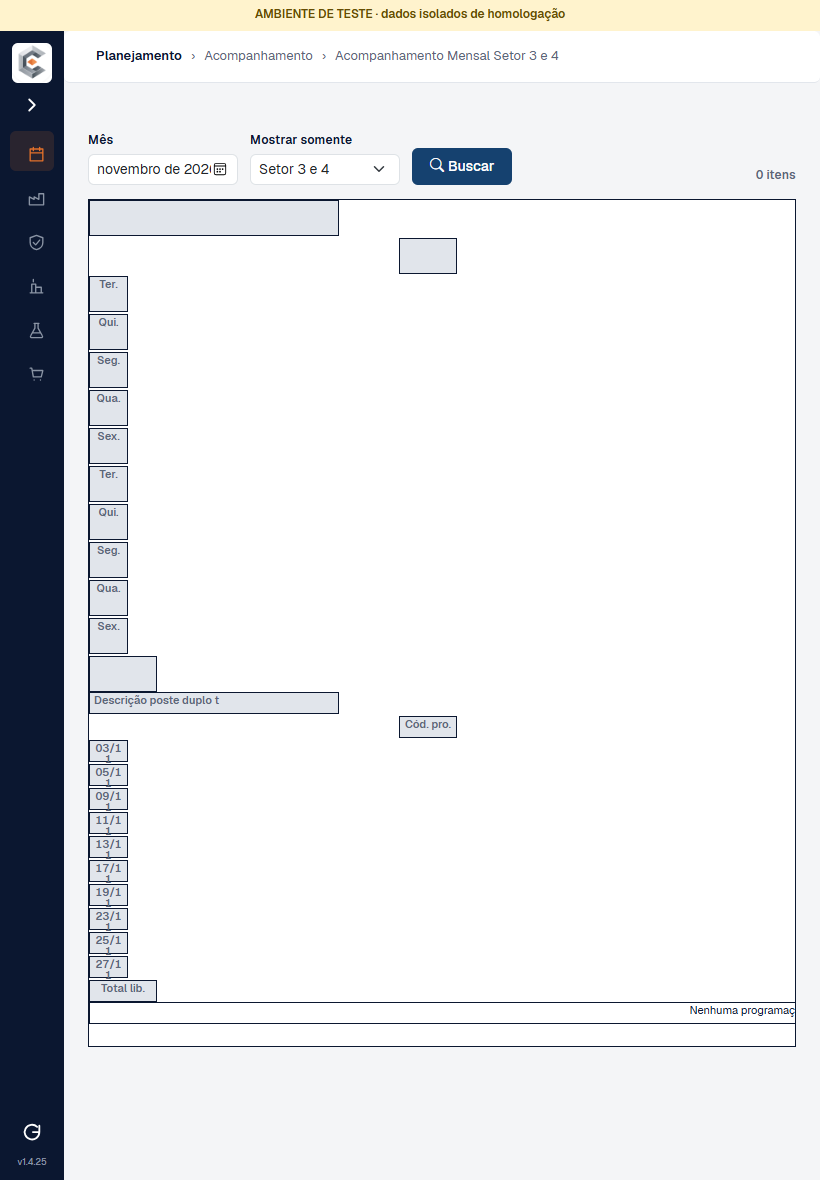 AMBIENTE DE TESTE · dados isolados de homologação
Planejamento › Acompanhamento › Acompanhamento Mensal Setor 3 e 4
Mês
Mostrar somente
novembro de 202
Setor 3 e 4
Buscar
0 itens
Ter.
Qui.
Seg.
Qua.
Sex.
Ter.
Qui.
Seg.
Qua.
Sex.
Descrição poste duplo t
Cód. pro.
03/1
1
05/1
1
09/1
1
11/1
1
13/1
1
17/1
1
19/1
1
23/1
1
25/1
1
27/1
1
Total lib.
Nenhuma programaç
v1.4.25